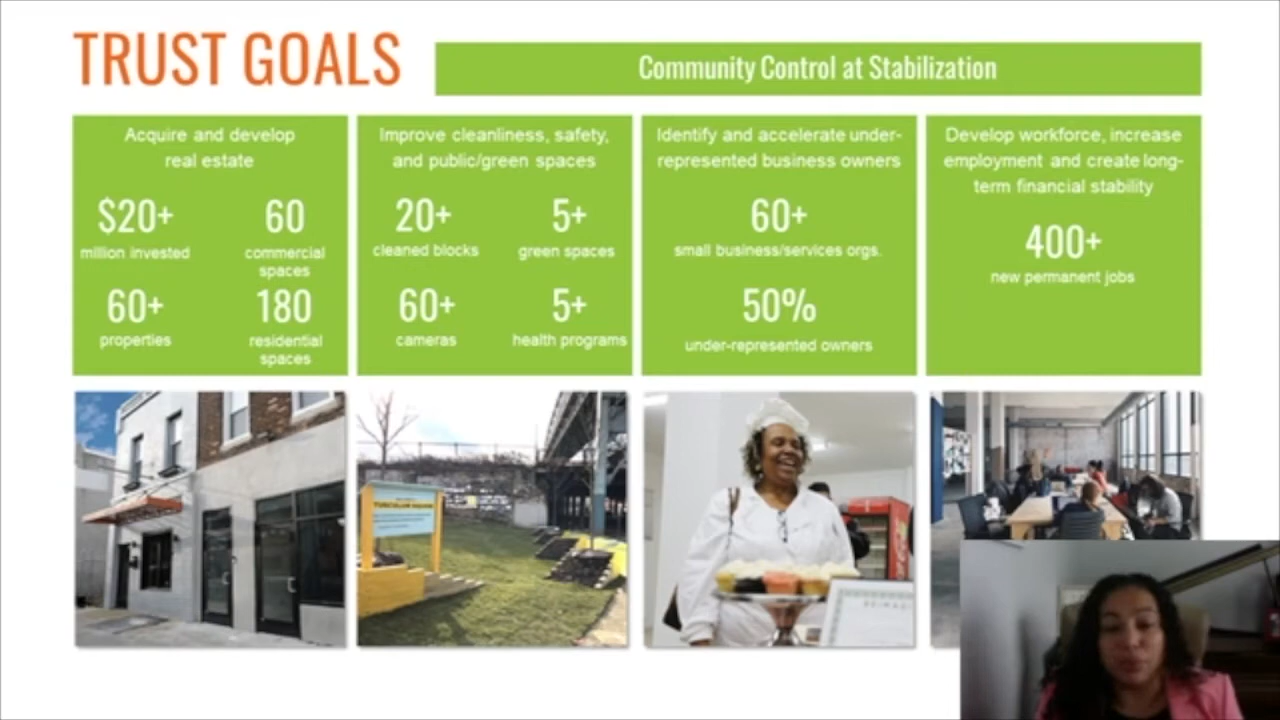 TRUST GOALS
Community Control at Stabilization
Acquire and develop
real estate
$20+
million invested
60
commercial
spaces
60+
properties
180
residential
spaces
Improve cleanliness, safety,
and public/green spaces
20+
cleaned blocks
5+
green spaces
60+
cameras
5+
health programs
Identify and accelerate under-
represented business owners
60+
small business/services orgs.
50%
under-represented owners
Develop workforce, increase
employment and create long-
term financial stability
400+
new permanent jobs